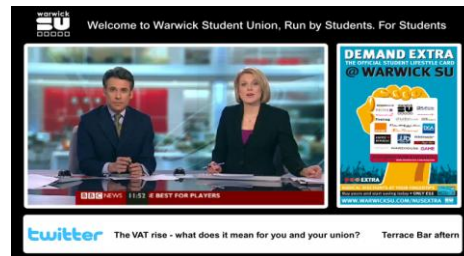 warwick
SU
Welcome to Warwick Student Union, Run by Students. For Students
DEMAND EXTRA
THE OFFICIAL STUDENT LIFESTYLE CARD
@ WARWICK SU
GAME
EXTRA
WWW.WARWICKSU.COM/NUSEXTRA
BBC NEWS 11:52 E BEST FOR PLAYERS
twitter The VAT rise - what does it mean for you and your union? Terrace Bar aftern